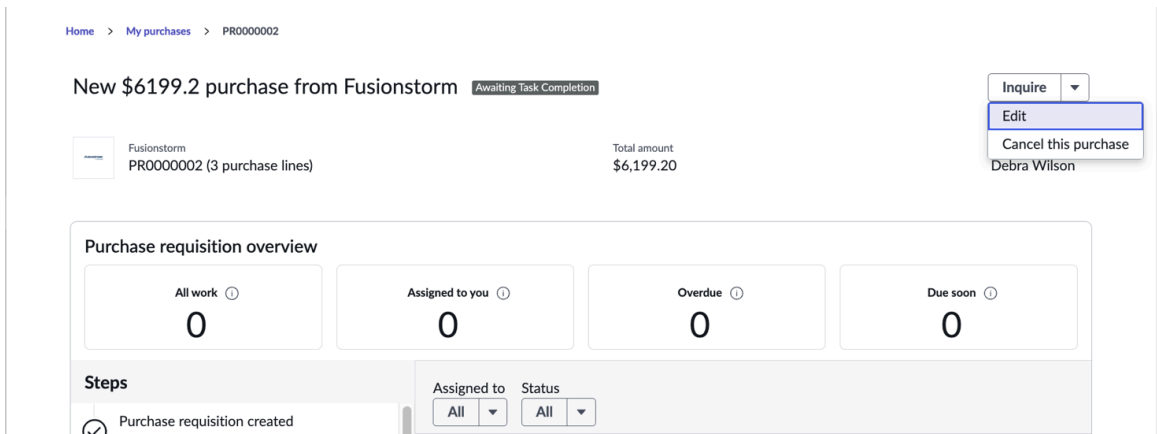 Home > My purchases > PR0000002
New $6199.2 purchase from Fusionstorm Awaiting Task Completion
Inquire
Edit
Cancel this purchase
Fusionstorm
PR0000002 (3 purchase lines)
Total amount
$6,199.20
Debra Wilson
Purchase requisition overview
All work
0
Assigned to you
0
Overdue
0
Due soon
0
Steps
Purchase requisition created
Assigned to Status
All All